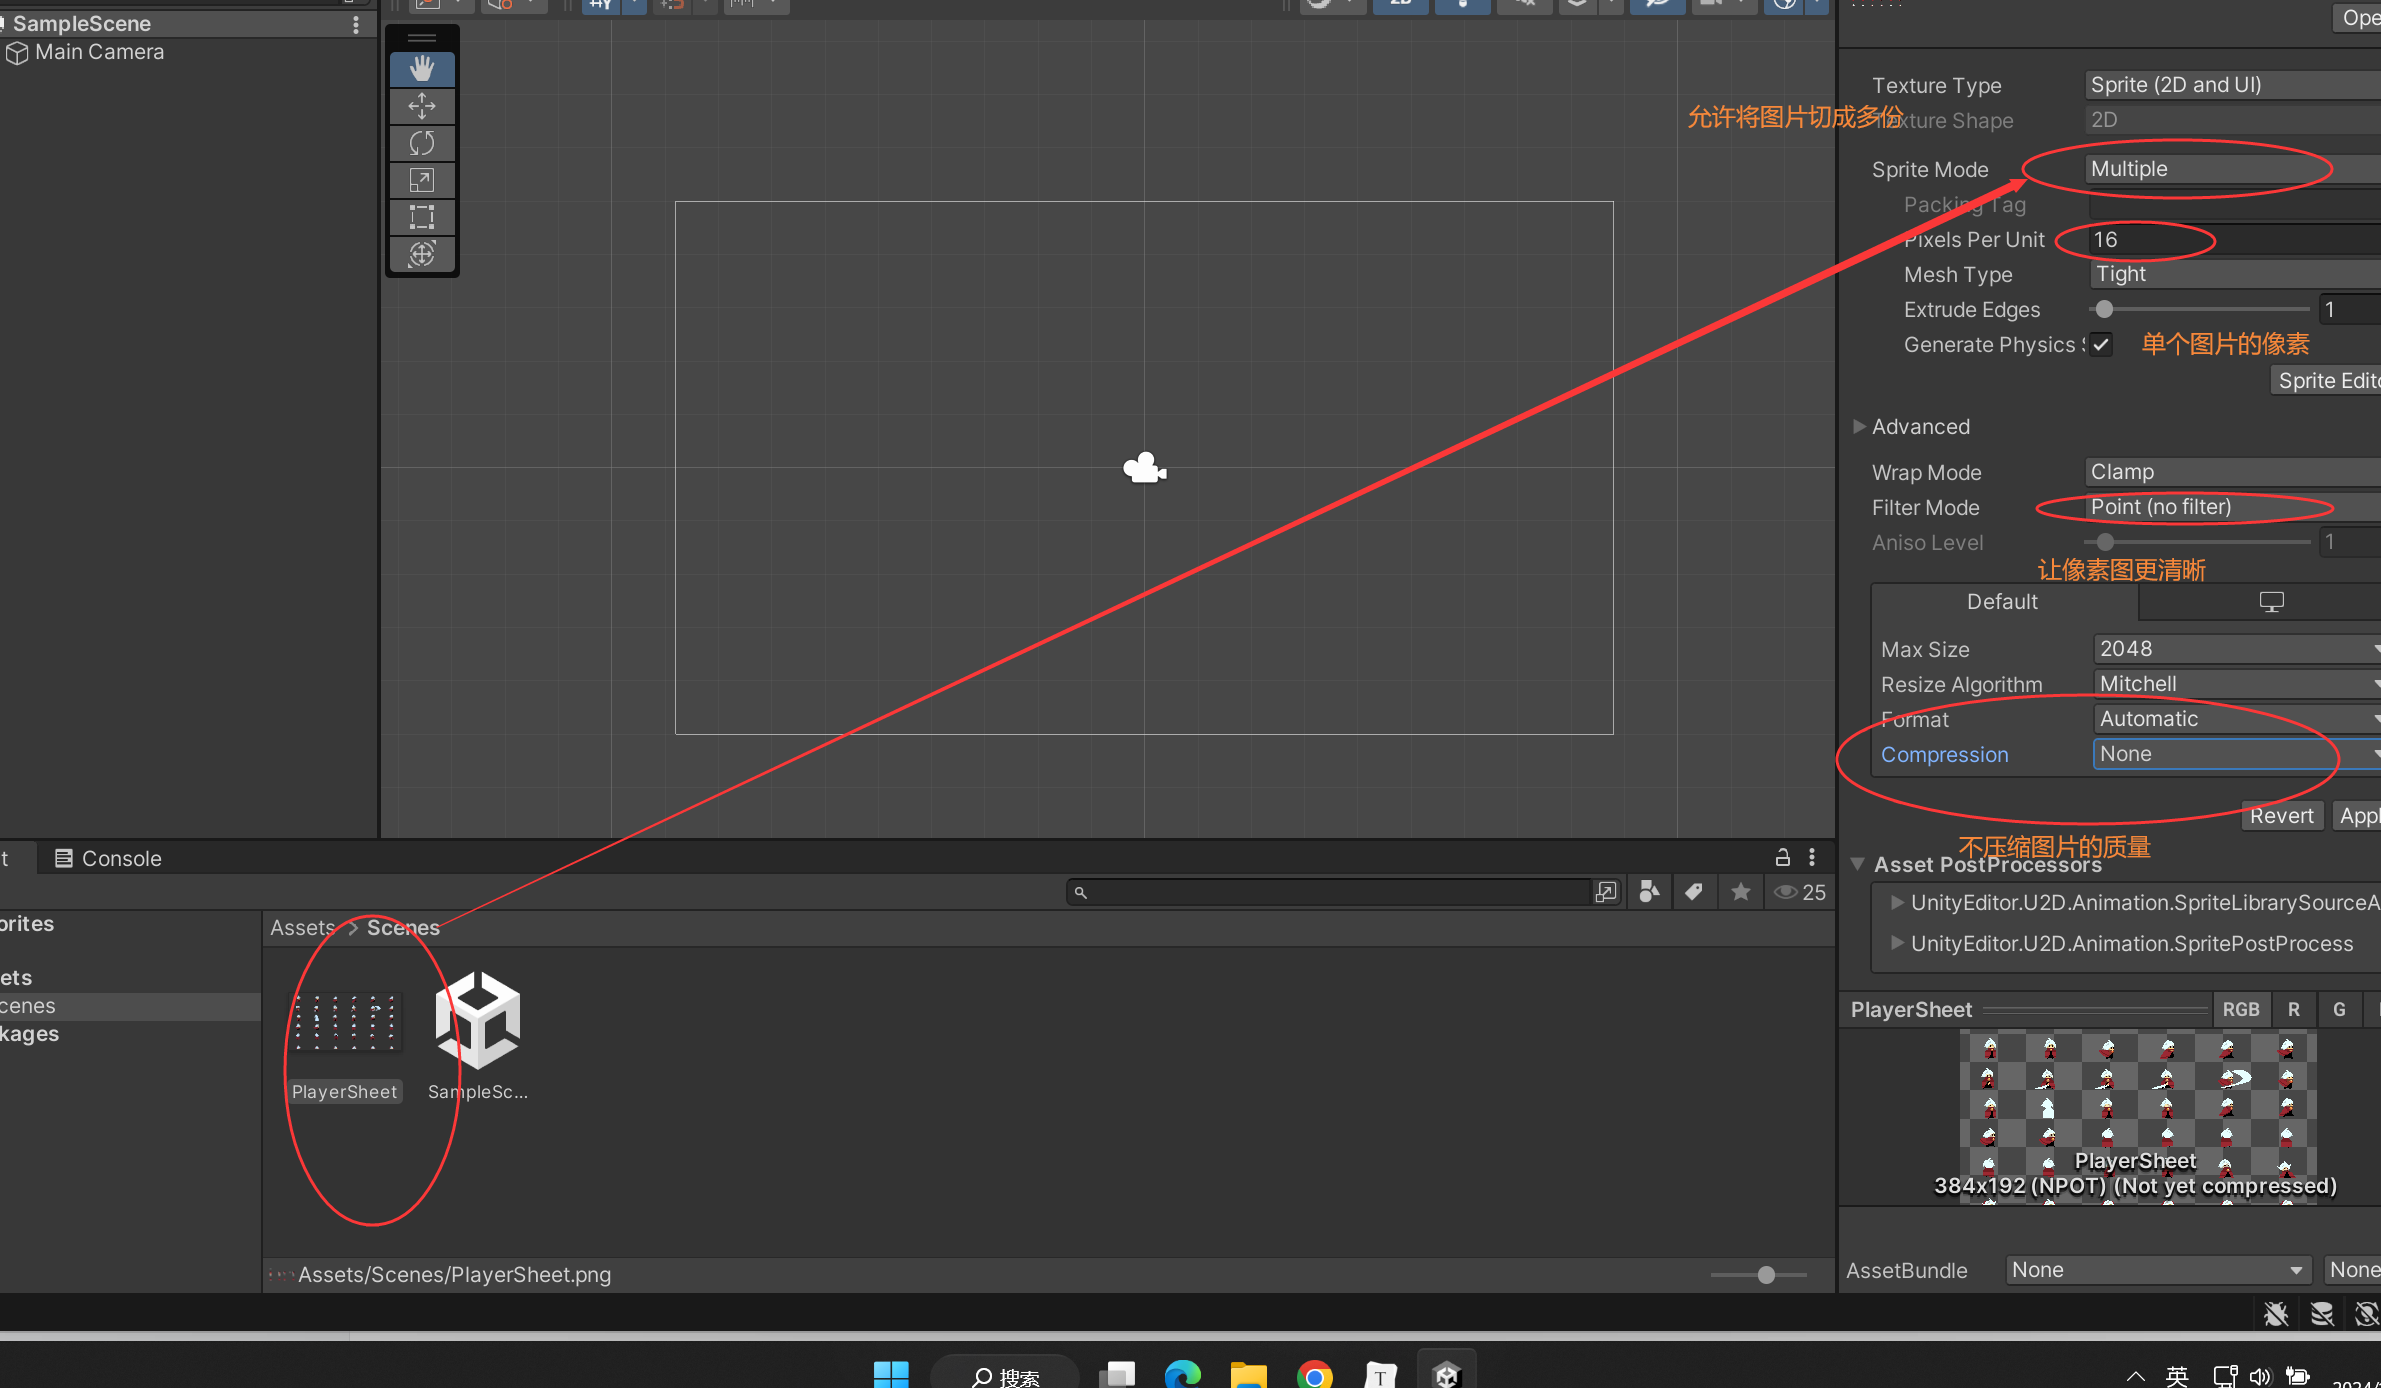 SampleScene
Main Camera
允许将图片切成多份
Texture Type
Sprite (2D and UI)
Texture Shape
2D
Sprite Mode
Multiple
Packing Tag
Pixels Per Unit
16
Mesh Type
Tight
Extrude Edges
1
Generate Physics
单个图片的像素
Sprite Edit
Advanced
Wrap Mode
Clamp
Filter Mode
Point (no filter)
Aniso Level
1
让像素图更清晰
Default
Max Size
2048
Resize Algorithm
Mitchell
Format
Automatic
Compression
None
Revert
Appl
不压缩图片的质量
Asset PostProcessors
UnityEditor.U2D.Animation.SpriteLibrarySourceA
UnityEditor.U2D.Animation.SpritePostProcess
Console
25
orites
ets
cenes
kages
Assets > Scenes
PlayerSheet
SampleSc...
Assets/Scenes/PlayerSheet.png
PlayerSheet
RGB
R
G
PlayerSheet
384x192 (NPOT) (Not yet compressed)
AssetBundle
None
None
搜索
英